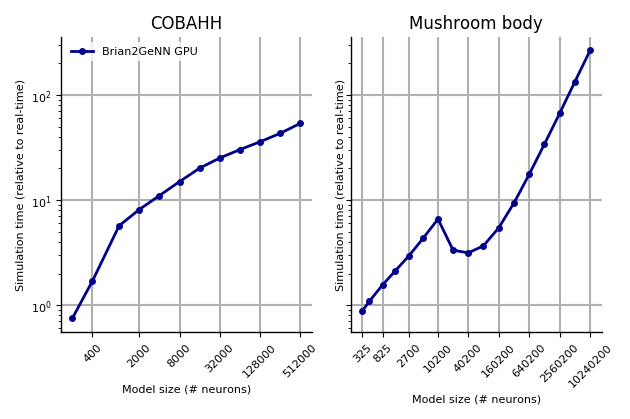 COBAHH
Brian2GeNN GPU
Simulation time (relative to real-time)
10²
10¹
10⁰
400
2000
8000
32000
128000
512000
Model size (# neurons)
Mushroom body
Simulation time (relative to real-time)
325
825
2700
10200
40200
160200
640200
2560200
10240200
Model size (# neurons)